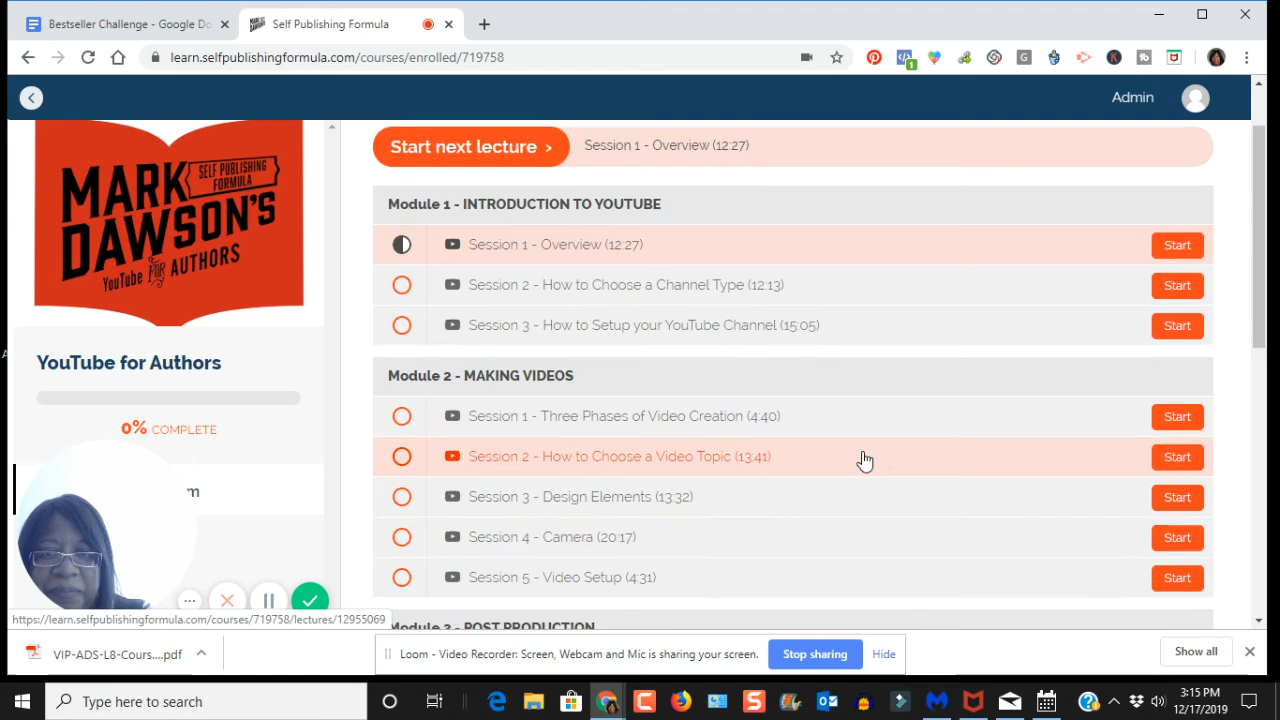 Bestseller Challenge - Google Do
Self Publishing Formula
learn.selfpublishingformula.com/courses/enrolled/719758
1
G
K
tb
Admin
MARK
DAWSON'S
SELF PUBLISHING
FORMULA
YouTube FOR AUTHORS
YouTube for Authors
0% COMPLETE
m
Start next lecture ›
Session 1 - Overview (12:27)
Module 1 - INTRODUCTION TO YOUTUBE
Session 1 - Overview (12:27)
Start
Session 2 - How to Choose a Channel Type (12:13)
Start
Session 3 - How to Setup your YouTube Channel (15:05)
Start
Module 2 - MAKING VIDEOS
Session 1 - Three Phases of Video Creation (4:40)
Start
Session 2 - How to Choose a Video Topic (13:41)
Start
Session 3 - Design Elements (13:32)
Start
Session 4 - Camera (20:17)
Start
Session 5 - Video Setup (4:31)
Start
https://learn.selfpublishingformula.com/courses/719758/lectures/12955069
VIP-ADS-L8-Cours....pdf
Loom - Video Recorder: Screen, Webcam and Mic is sharing your screen.
Stop sharing
Hide
Show all
Type here to search
3:15 PM
12/17/2019